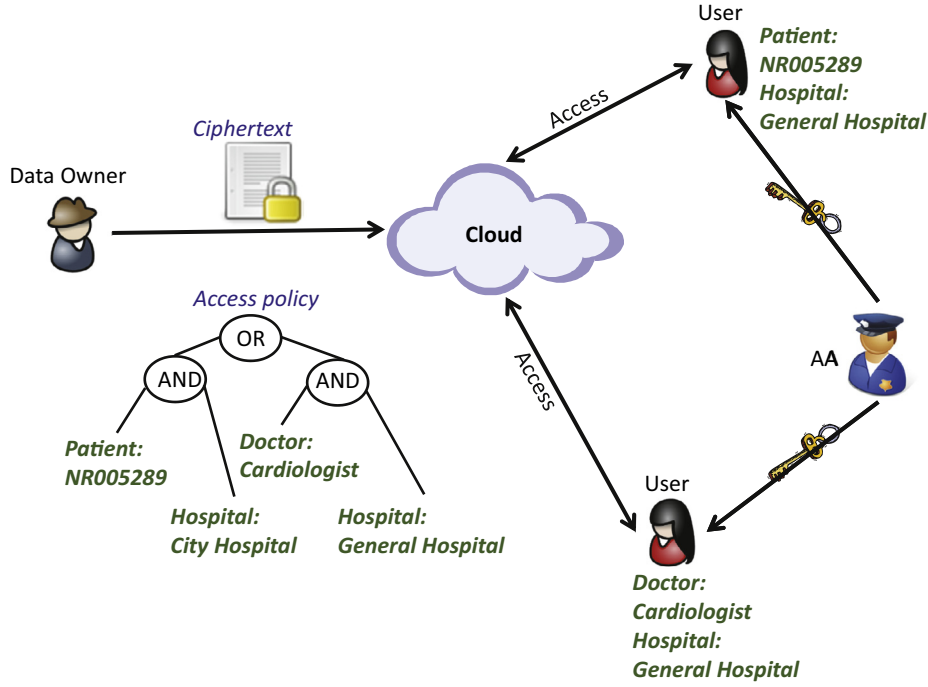 User
Patient:
NR005289
Hospital:
General Hospital
Access
Ciphertext
Data Owner
Cloud
Access policy
OR
AND
AND
Patient:
NR005289
Doctor:
Cardiologist
Hospital:
City Hospital
Hospital:
General Hospital
Access
AA
User
Doctor:
Cardiologist
Hospital:
General Hospital